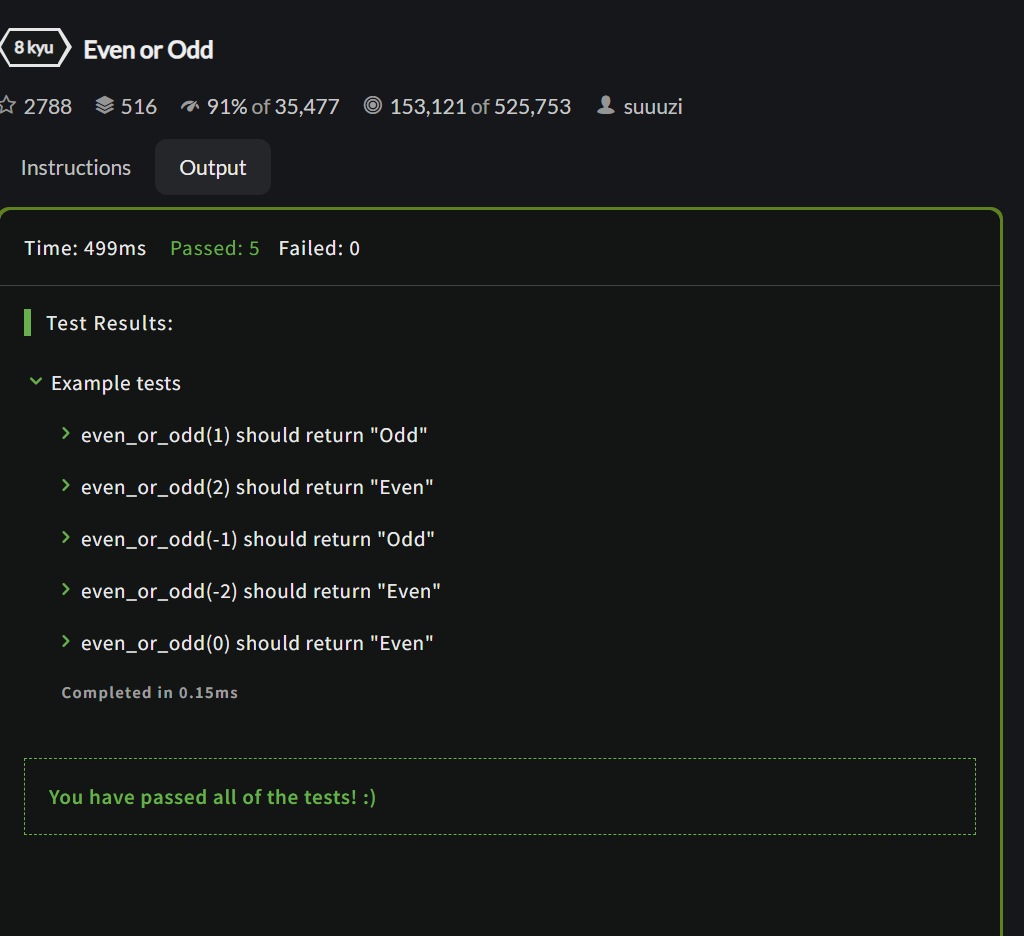 8 kyu Even or Odd
2788 516 91% of 35,477 153,121 of 525,753 suuuzi
Instructions Output
Time: 499ms Passed: 5 Failed: 0
Test Results:
Example tests
even_or_odd(1) should return "Odd"
even_or_odd(2) should return "Even"
even_or_odd(-1) should return "Odd"
even_or_odd(-2) should return "Even"
even_or_odd(0) should return "Even"
Completed in 0.15ms
You have passed all of the tests! :)